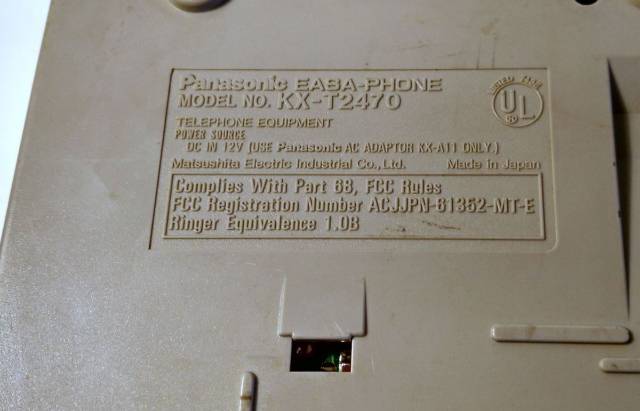 Panasonic EASA-PHONE
MODEL NO. KX-T2470
UL
TELEPHONE EQUIPMENT
POWER SOURCE
DC IN 12V (USE Panasonic AC ADAPTOR KX-A11 ONLY.)
Matsushita Electric Industrial Co., Ltd. Made in Japan
Complies With Part 68, FCC Rules
FCC Registration Number ACJJPN-61352-MT-E
Ringer Equivalence 1.0B